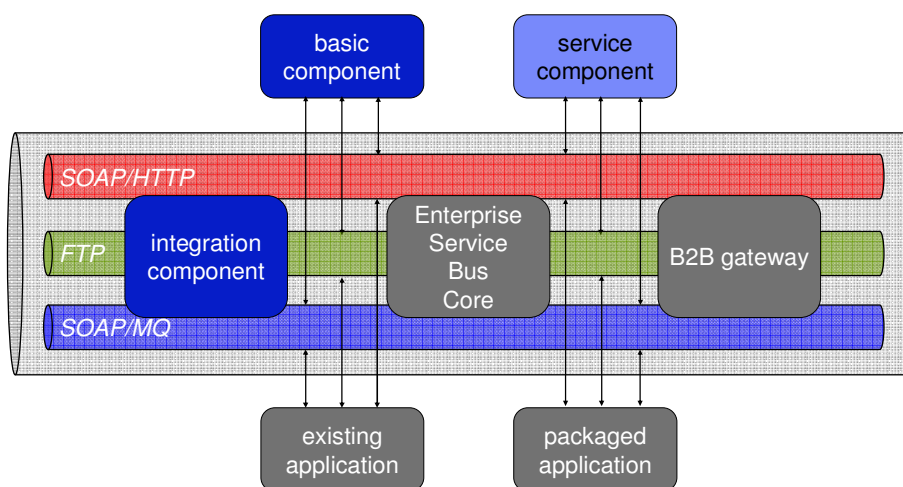 basic
component
service
component
SOAP/HTTP
integration
component
Enterprise
Service
Bus
Core
B2B gateway
FTP
SOAP/MQ
existing
application
packaged
application